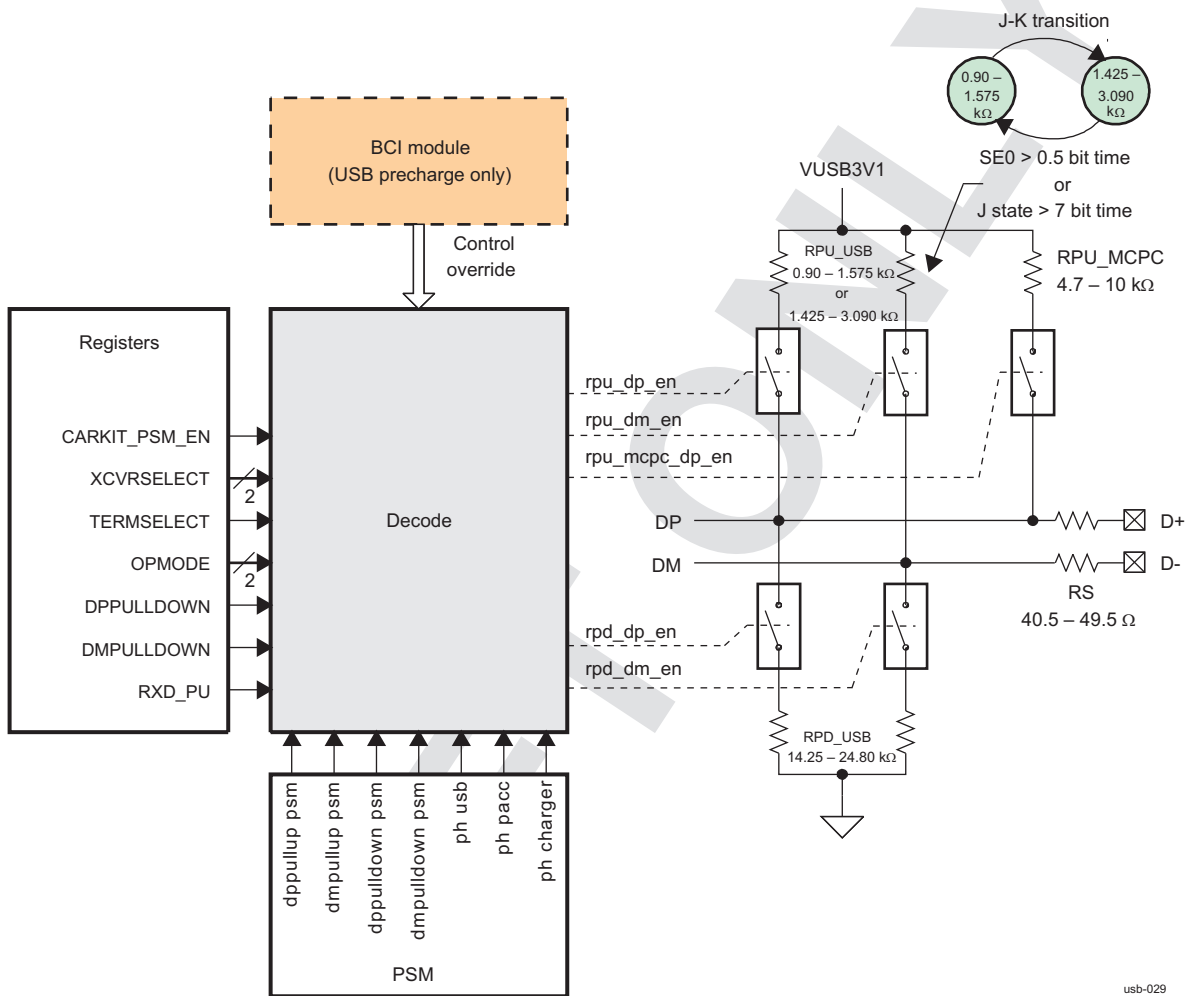 J-K transition
0.90 –
1.575
kΩ
1.425 –
3.090
kΩ
BCI module
(USB precharge only)
SE0 > 0.5 bit time
or
J state > 7 bit time
VUSB3V1
Control
override
RPU_USB
0.90 – 1.575 kΩ
or
1.425 – 3.090 kΩ
RPU_MCPC
4.7 – 10 kΩ
Registers
rpu_dp_en
rpu_dm_en
rpu_mcpc_dp_en
CARKIT_PSM_EN
XCVRSELECT
2
TERMSELECT
OPMODE
2
DPPULLDOWN
DMPULLDOWN
RXD_PU
Decode
DP
D+
DM
D-
RS
40.5 – 49.5 Ω
rpd_dp_en
rpd_dm_en
RPD_USB
14.25 – 24.80 kΩ
dppullup psm
dmpullup psm
dppulldown psm
dmpulldown psm
ph usb
ph pacc
ph charger
PSM
usb-029